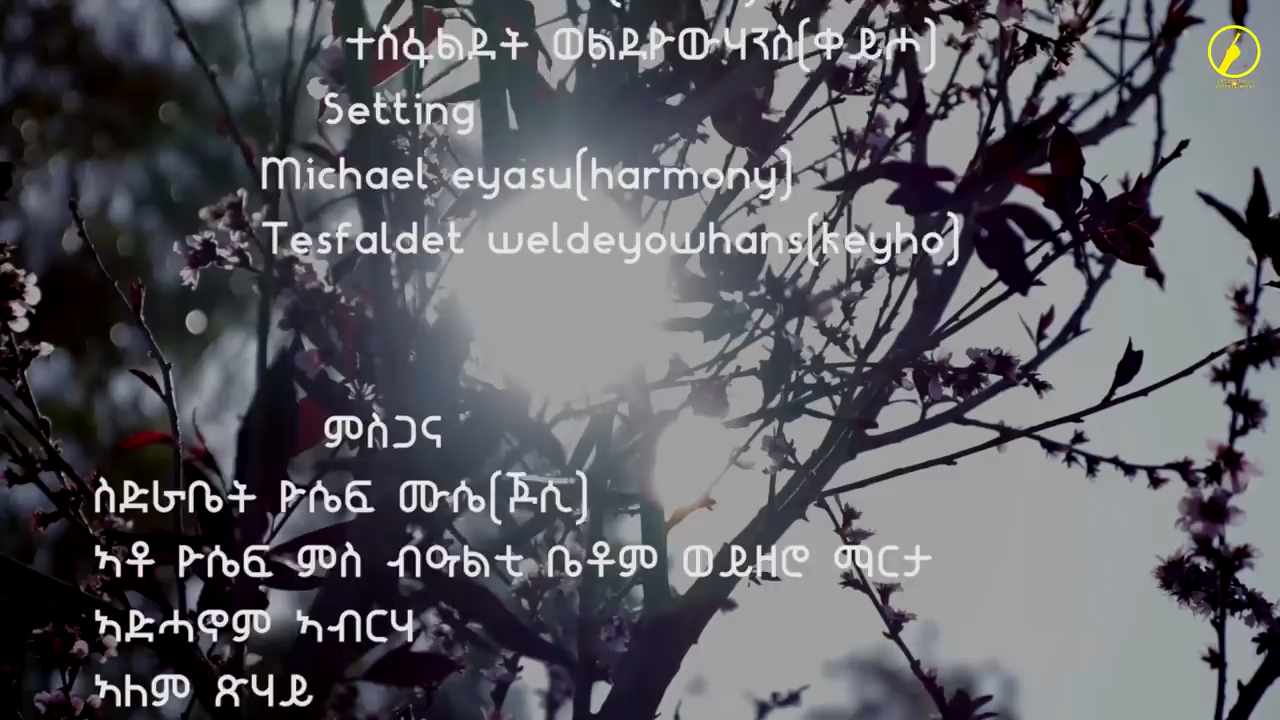 ተስፋልደት ወልደዮውሃንስ(ቀይሖ)
Setting
Michael eyasu(harmony)
Tesfaldet weldeyowhans(keyho)
ምስጋና
ስድራቤት ዮሴፍ ሙሴ(ጆሲ)
ኣቶ ዮሴፍ ምስ ብዓልቲ ቤቶም ወይዘሮ ማርታ
ኣድሓኖም ኣብርሃ
ኣለም ጽሃይ